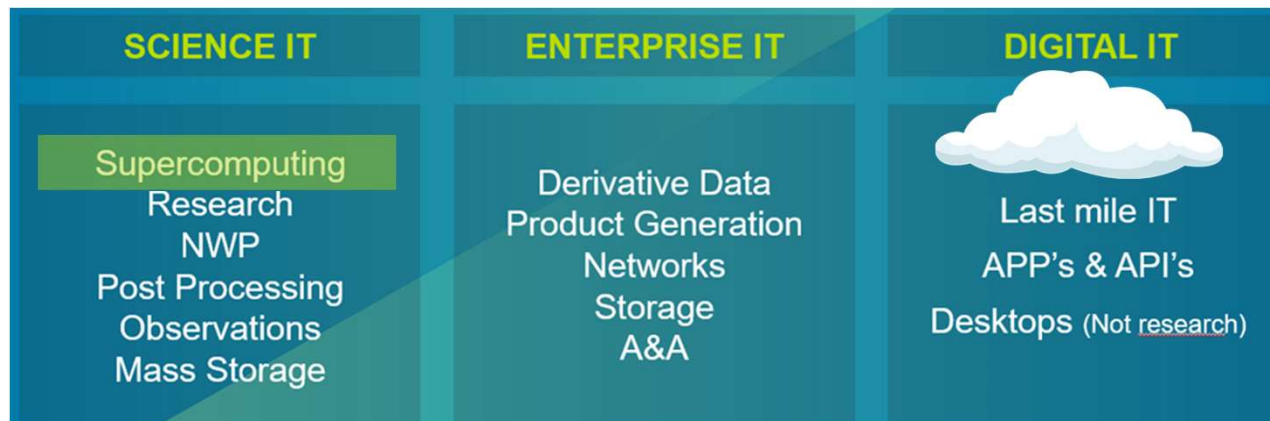 SCIENCE IT
Supercomputing
Research
NWP
Post Processing
Observations
Mass Storage
ENTERPRISE IT
Derivative Data
Product Generation
Networks
Storage
A&A
DIGITAL IT
Last mile IT
APP's & API's
Desktops (Not research)